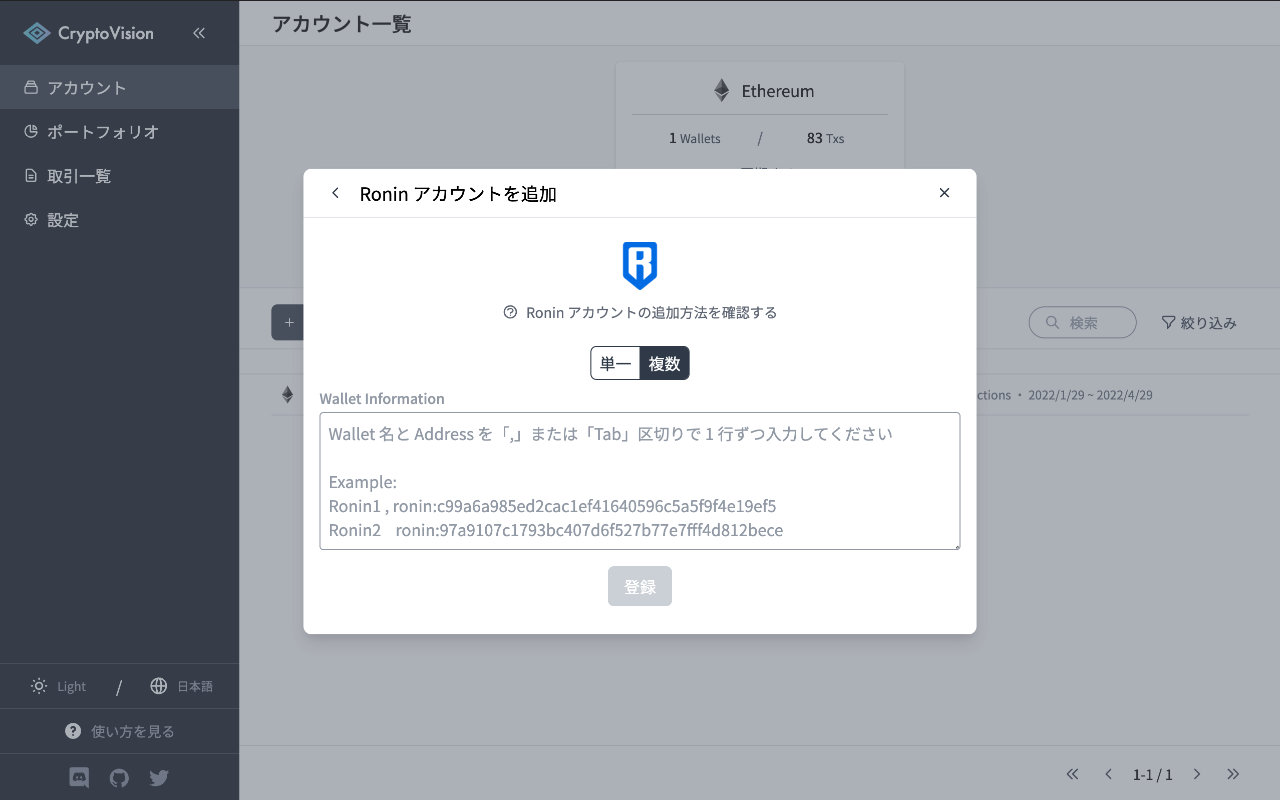 CryptoVision
アカウント
ポートフォリオ
取引一覧
設定
Light / 日本語
使い方を見る
アカウント一覧
Ethereum
1 Wallets / 83 Txs
Ronin アカウントを追加
Ronin アカウントの追加方法を確認する
単一 複数
Wallet Information
Wallet 名と Address を「,」または「Tab」区切りで 1 行ずつ入力してください
Example:
Ronin1 , ronin:c99a6a985ed2cac1ef41640596c5a5f9f4e19ef5
Ronin2 ronin:97a9107c1793bc407d6f527b77e7fff4d812bece
登録
検索
絞り込み
ctions・2022/1/29 ~ 2022/4/29
1-1 / 1